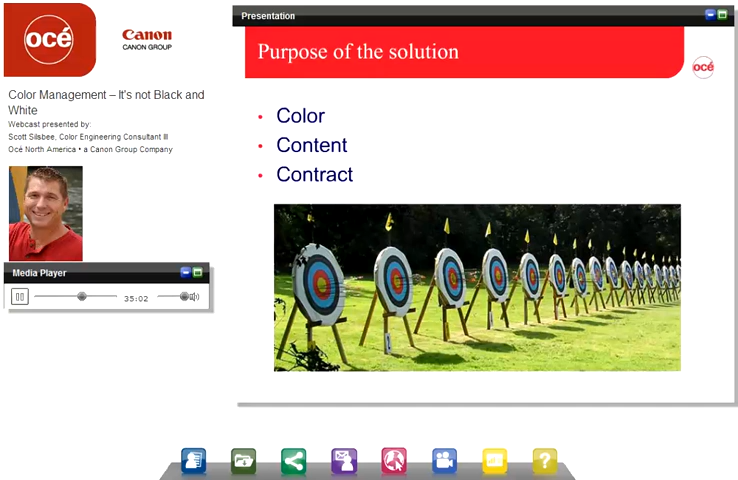 océ
Canon
CANON GROUP
Color Management – It's not Black and
White
Webcast presented by:
Scott Silsbee, Color Engineering Consultant III
Océ North America • a Canon Group Company
Media Player
35:02
Presentation
Purpose of the solution
océ
• Color
• Content
• Contract
?